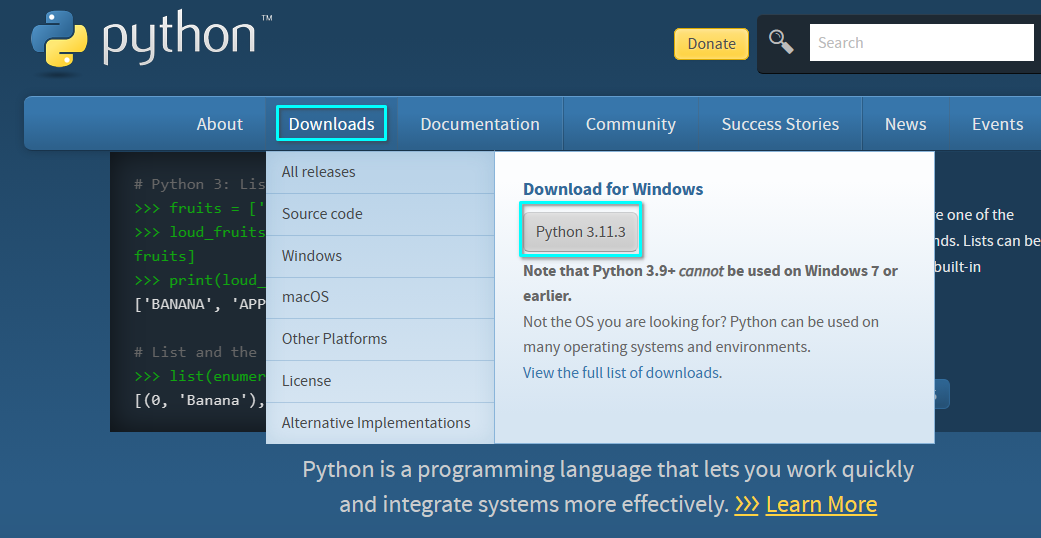 python™
Donate
Search
About Downloads Documentation Community Success Stories News Events
# Python 3: Lis
>>> fruits = ['
>>> loud_fruits
fruits]
>>> print(loud_
['BANANA', 'APP
# List and the
>>> list(enumer
[(0, 'Banana'),
All releases
Source code
Windows
macOS
Other Platforms
License
Alternative Implementations
Download for Windows
Python 3.11.3
Note that Python 3.9+ cannot be used on Windows 7 or
earlier.
Not the OS you are looking for? Python can be used on
many operating systems and environments.
View the full list of downloads.
re one of the
nds. Lists can be
built-in
Python is a programming language that lets you work quickly
and integrate systems more effectively. >>> Learn More